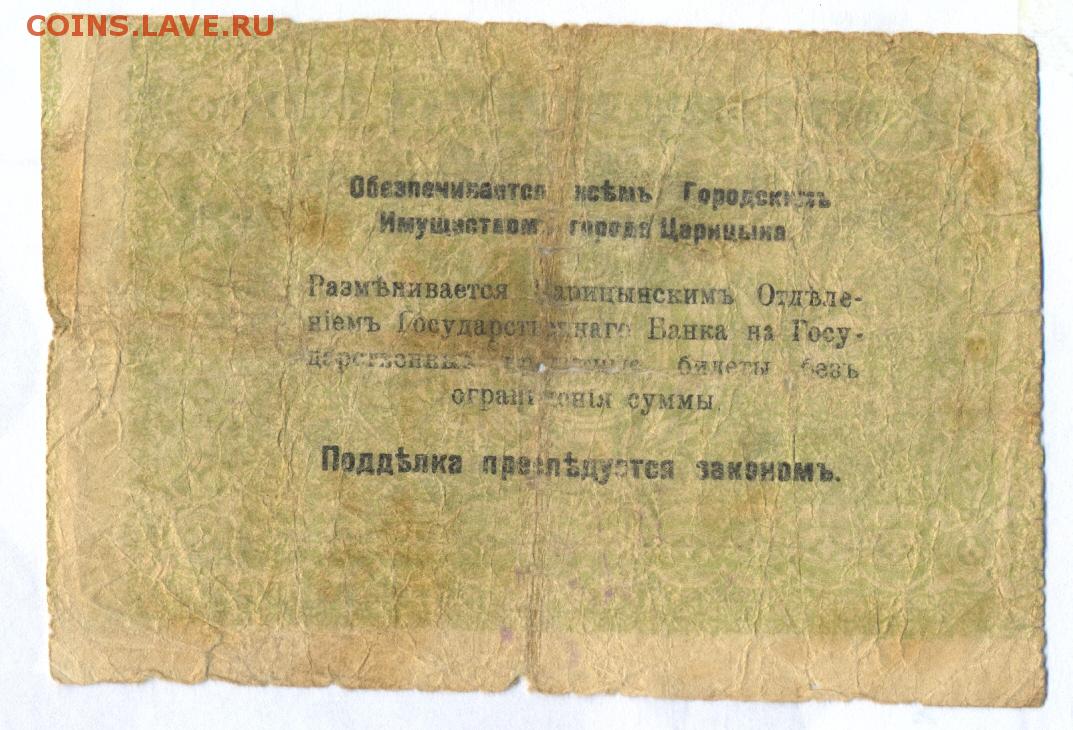 COINS.LAVE.RU
Обезпечивается всѣмъ Городскимъ
Имуществомъ города Царицына
Размѣнивается Царицынскимъ Отдѣле-
ніемъ Государственнаго Банка на Госу-
дарственные кредитные билеты безъ
ограниченія суммы.
Поддѣлка преслѣдуется закономъ.